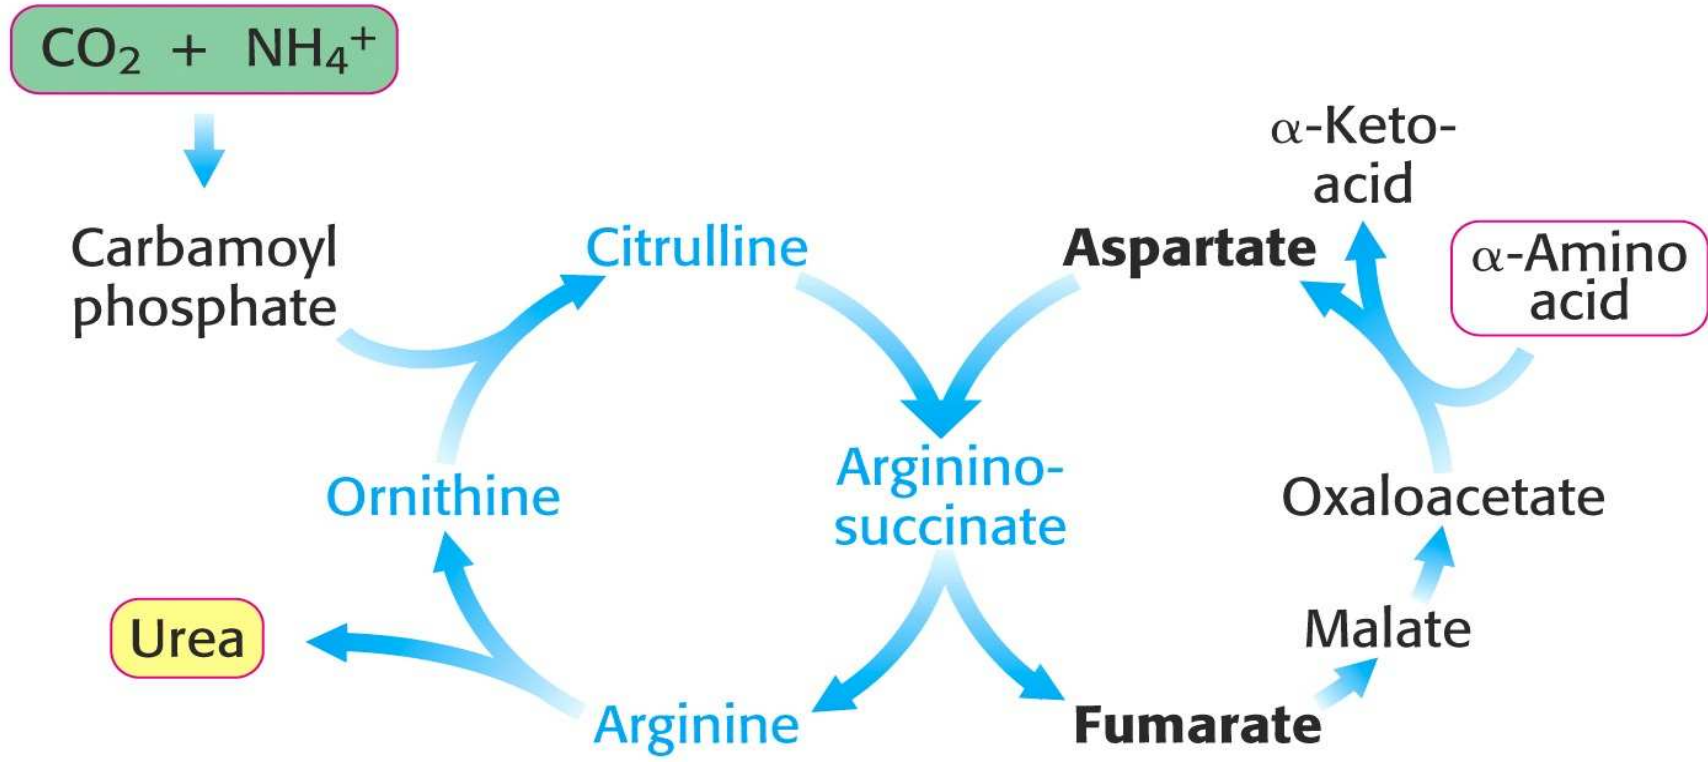 CO₂ + NH₄⁺
α-Keto-
acid
Carbamoyl
phosphate
Citrulline
Aspartate
α-Amino
acid
Ornithine
Arginino-
succinate
Oxaloacetate
Urea
Malate
Arginine
Fumarate